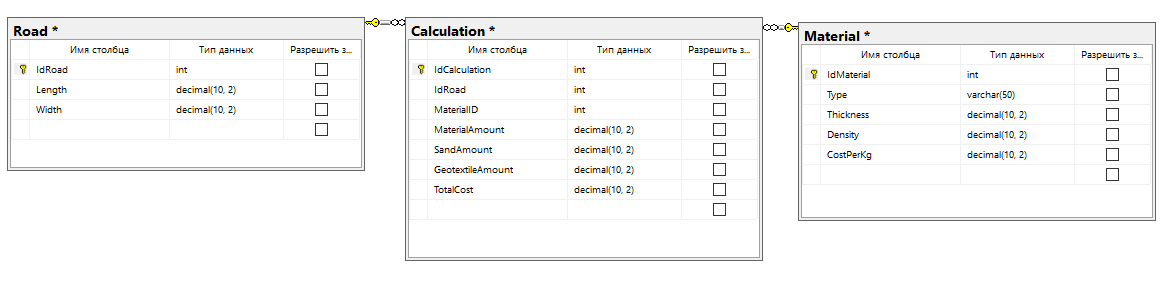 Road *
Имя столбца Тип данных Разрешить з...
IdRoad int
Length decimal(10, 2)
Width decimal(10, 2)
Calculation *
Имя столбца Тип данных Разрешить з...
IdCalculation int
IdRoad int
MaterialID int
MaterialAmount decimal(10, 2)
SandAmount decimal(10, 2)
GeotextileAmount decimal(10, 2)
TotalCost decimal(10, 2)
Material *
Имя столбца Тип данных Разрешить з...
IdMaterial int
Type varchar(50)
Thickness decimal(10, 2)
Density decimal(10, 2)
CostPerKg decimal(10, 2)